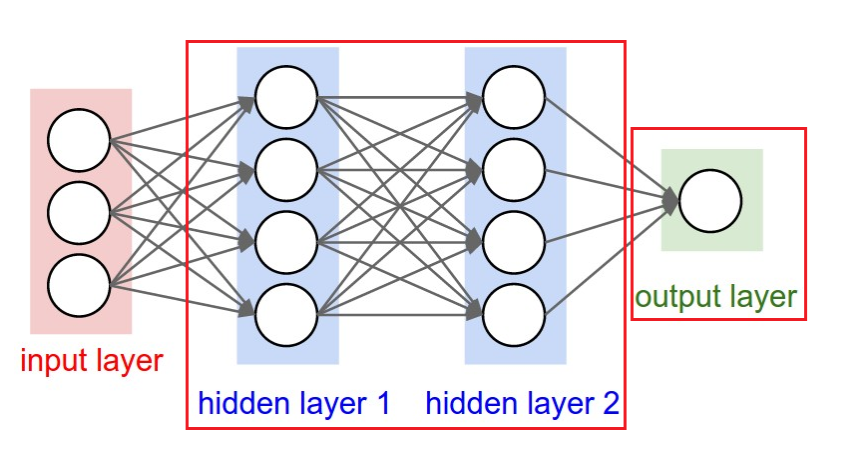 input layer
hidden layer 1
hidden layer 2
output layer